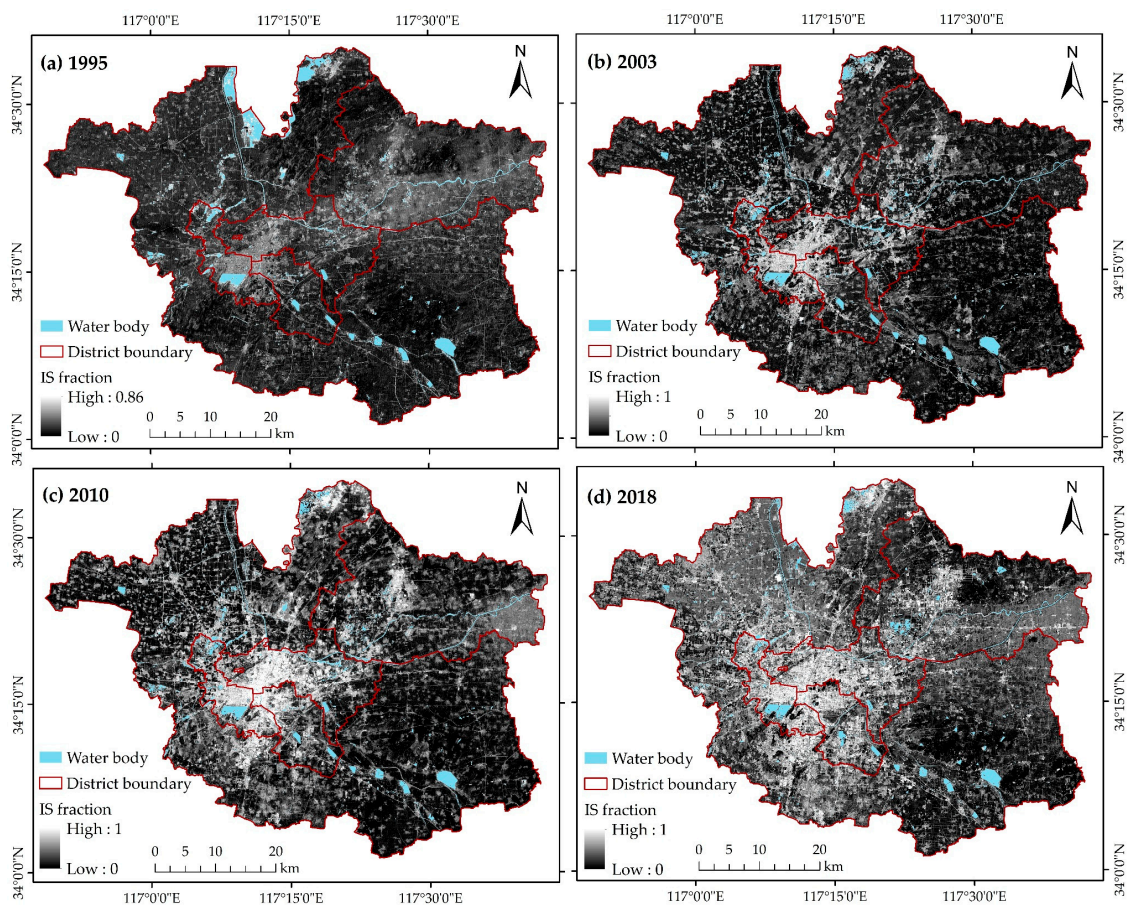 117°0'0"E 117°15'0"E 117°30'0"E 117°0'0"E 117°15'0"E 117°30'0"E
(a) 1995
N
34°30'0"N
34°15'0"N
34°0'0"N
Water body
District boundary
IS fraction
High : 0.86
Low : 0
0 5 10 20
km
(b) 2003
N
34°30'0"N
34°15'0"N
34°0'0"N
Water body
District boundary
IS fraction
High : 1
Low : 0
0 5 10 20
km
(c) 2010
N
34°30'0"N
34°15'0"N
34°0'0"N
Water body
District boundary
IS fraction
High : 1
Low : 0
0 5 10 20
km
(d) 2018
N
34°30'0"N
34°15'0"N
34°0'0"N
Water body
District boundary
IS fraction
High : 1
Low : 0
0 5 10 20
km
117°0'0"E 117°15'0"E 117°30'0"E 117°0'0"E 117°15'0"E 117°30'0"E